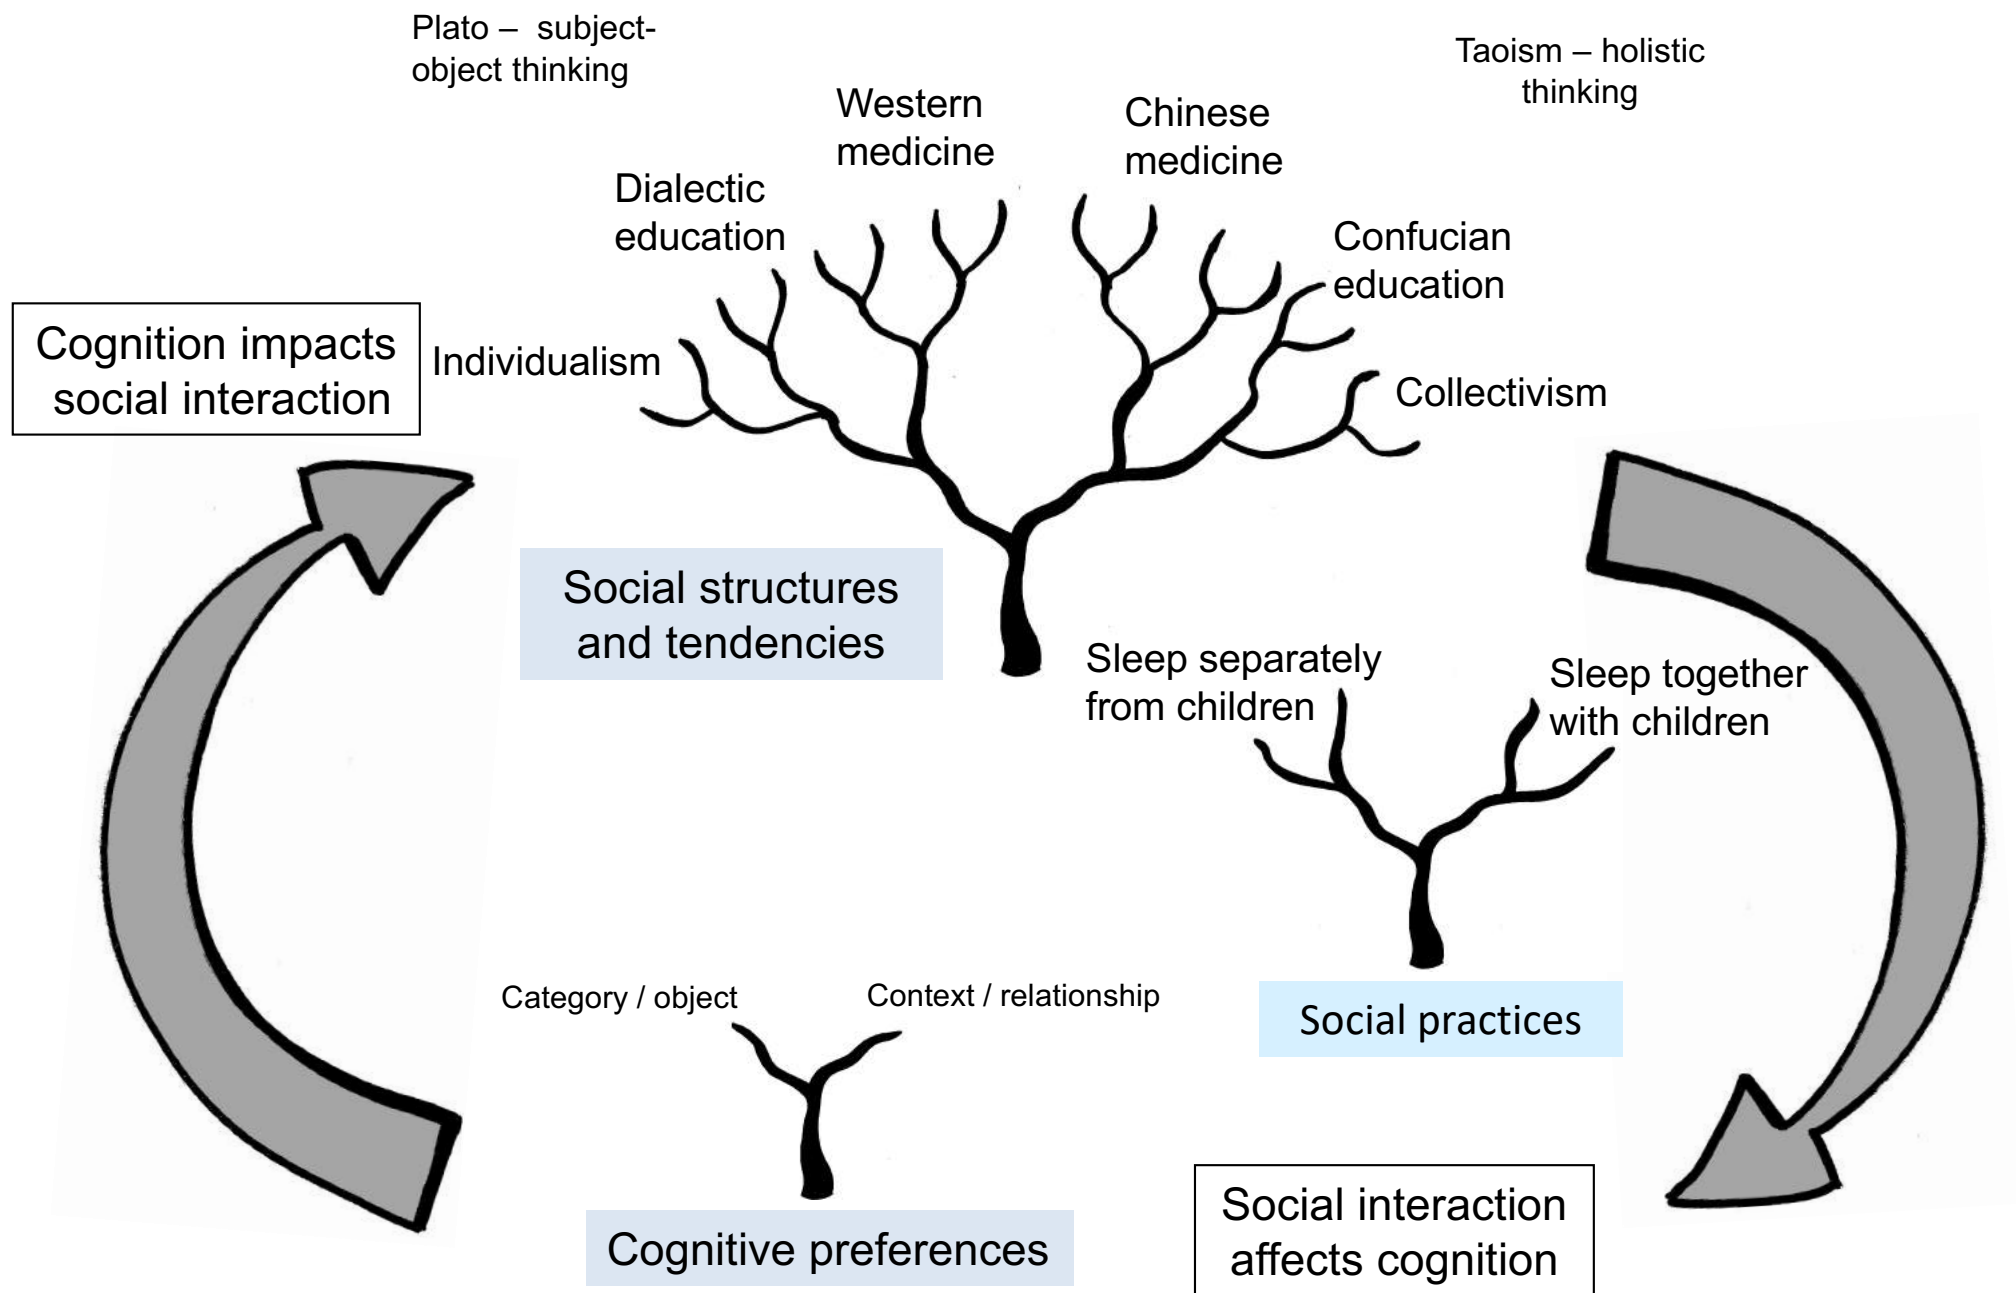 Plato –  subject-
object thinking
Taoism – holistic
thinking
Western
medicine
Chinese
medicine
Dialectic
education
Confucian
education
Cognition impacts
social interaction
Individualism
Collectivism
Social structures
and tendencies
Sleep separately
from children
Sleep together
with children
Category / object
Context / relationship
Social practices
Cognitive preferences
Social interaction
affects cognition